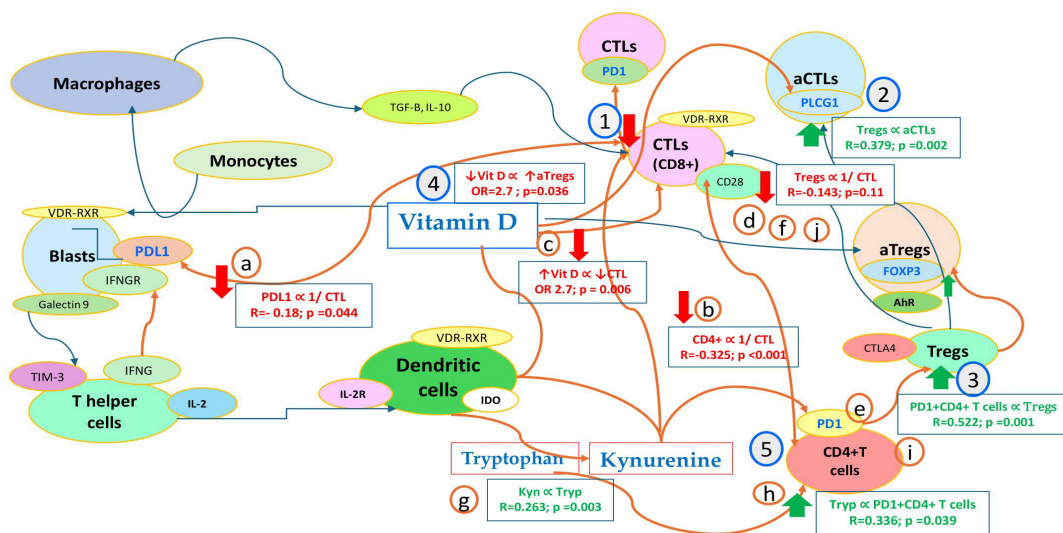 CTLs
PD1
Macrophages
TGF-B, IL-10
aCTLs
PLCG1
2
Tregs ∝ aCTLs
R=0.379; p =0.002
1
VDR-RXR
CTLs
(CD8+)
CD28
Monocytes
4
↓Vit D ∝ ↑aTregs
OR=2.7 ; p=0.036
Tregs ∝ 1/ CTL
R=-0.143; p=0.11
d
f
j
VDR-RXR
Blasts
PDL1
IFNGR
Galectin 9
Vitamin D
c
a
PDL1 ∝ 1/ CTL
R=- 0.18; p =0.044
↑Vit D ∝ ↓CTL
OR 2.7; p = 0.006
aTregs
FOXP3
AhR
b
CD4+ ∝ 1/ CTL
R=-0.325; p <0.001
CTLA4
Tregs
3
PD1+CD4+ T cells ∝ Tregs
R=0.522; p =0.001
TIM-3
IFNG
T helper
cells
IL-2
VDR-RXR
Dendritic
cells
IL-2R
IDO
Tryptophan
Kynurenine
g
Kyn ∝ Tryp
R=0.263; p =0.003
5
PD1
e
CD4+T
cells
i
h
Tryp ∝ PD1+CD4+ T cells
R=0.336; p =0.039